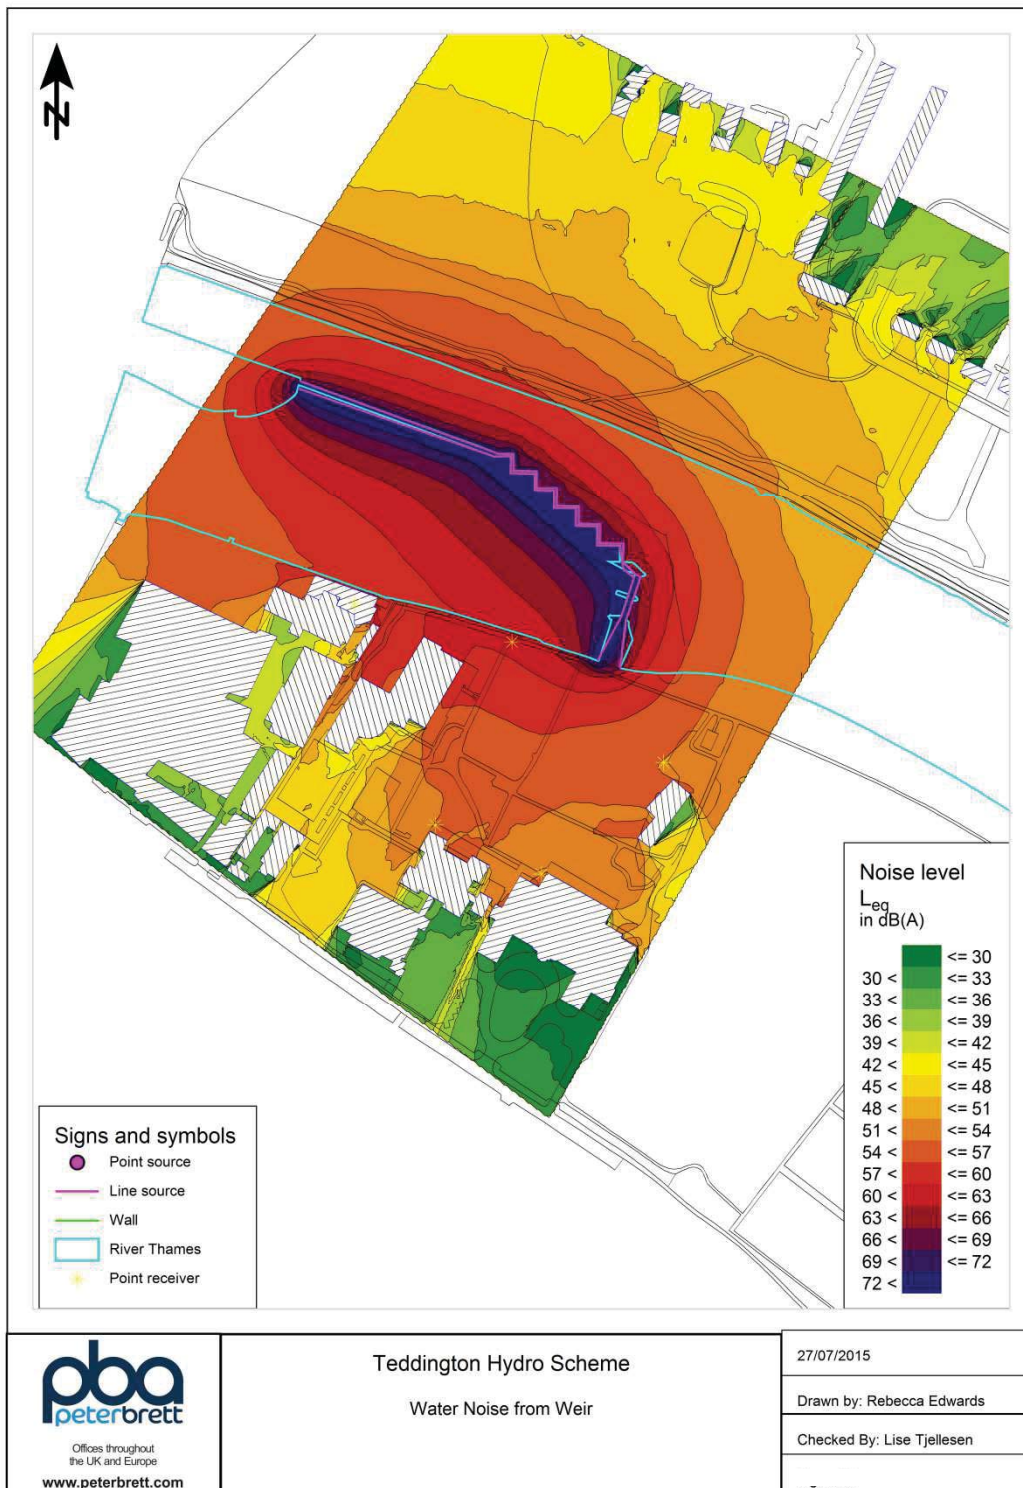 N
Noise level
Leq
in dB(A)
<= 30
30 < <= 33
33 < <= 36
36 < <= 39
39 < <= 42
42 < <= 45
45 < <= 48
48 < <= 51
51 < <= 54
54 < <= 57
57 < <= 60
60 < <= 63
63 < <= 66
66 < <= 69
69 < <= 72
72 <
Signs and symbols
Point source
Line source
Wall
River Thames
Point receiver
pba
peterbrett
Offices throughout
the UK and Europe
www.peterbrett.com
Teddington Hydro Scheme
Water Noise from Weir
27/07/2015
Drawn by: Rebecca Edwards
Checked By: Lise Tjellesen